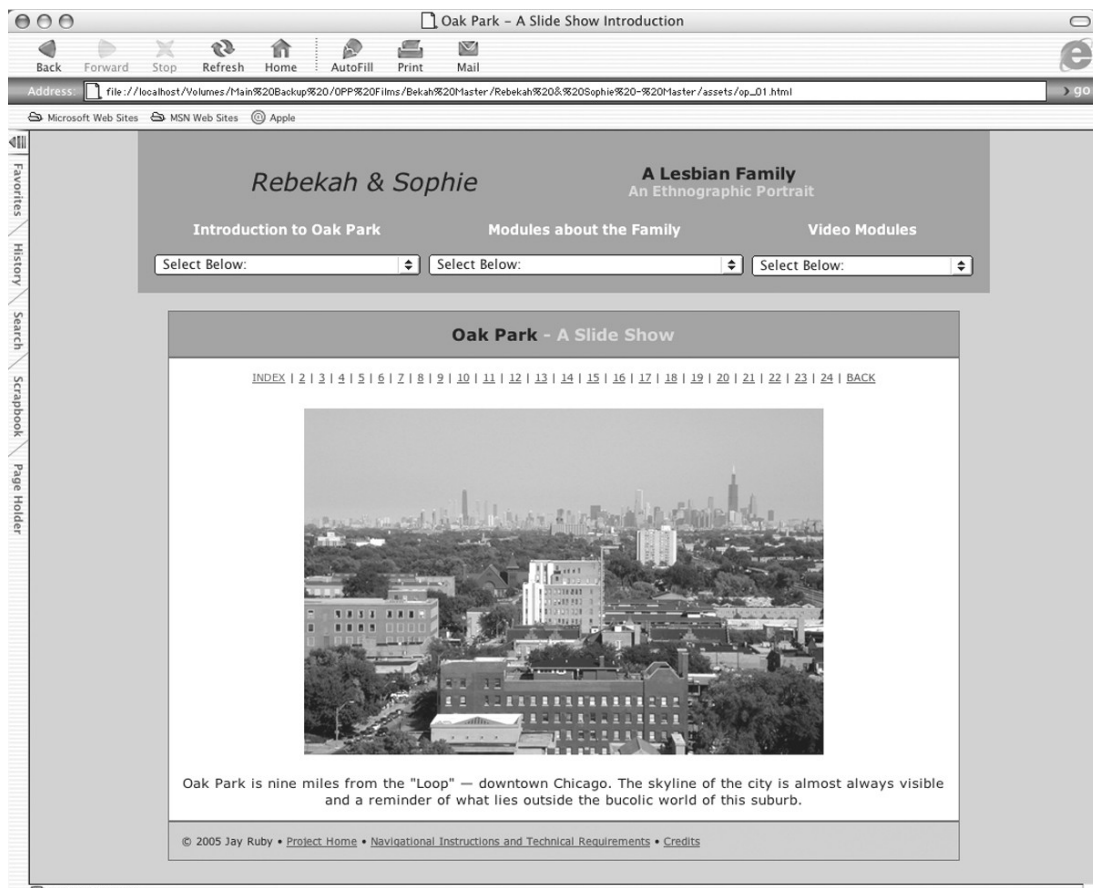 Oak Park – A Slide Show Introduction
Back Forward Stop Refresh Home AutoFill Print Mail
Address: file://localhost/Volumes/Main%20Backup%20/OPP%20Films/Bekah%20Master/Rebekah%20&%20Sophie%20-%20Master/assets/op_01.html go
Microsoft Web Sites MSN Web Sites Apple
Favorites
History
Search
Scrapbook
Page Holder
Rebekah & Sophie
A Lesbian Family
An Ethnographic Portrait
Introduction to Oak Park Modules about the Family Video Modules
Select Below: Select Below: Select Below:
Oak Park - A Slide Show
INDEX | 2 | 3 | 4 | 5 | 6 | 7 | 8 | 9 | 10 | 11 | 12 | 13 | 14 | 15 | 16 | 17 | 18 | 19 | 20 | 21 | 22 | 23 | 24 | BACK
Oak Park is nine miles from the "Loop" — downtown Chicago. The skyline of the city is almost always visible
and a reminder of what lies outside the bucolic world of this suburb.
© 2005 Jay Ruby • Project Home • Navigational Instructions and Technical Requirements • Credits